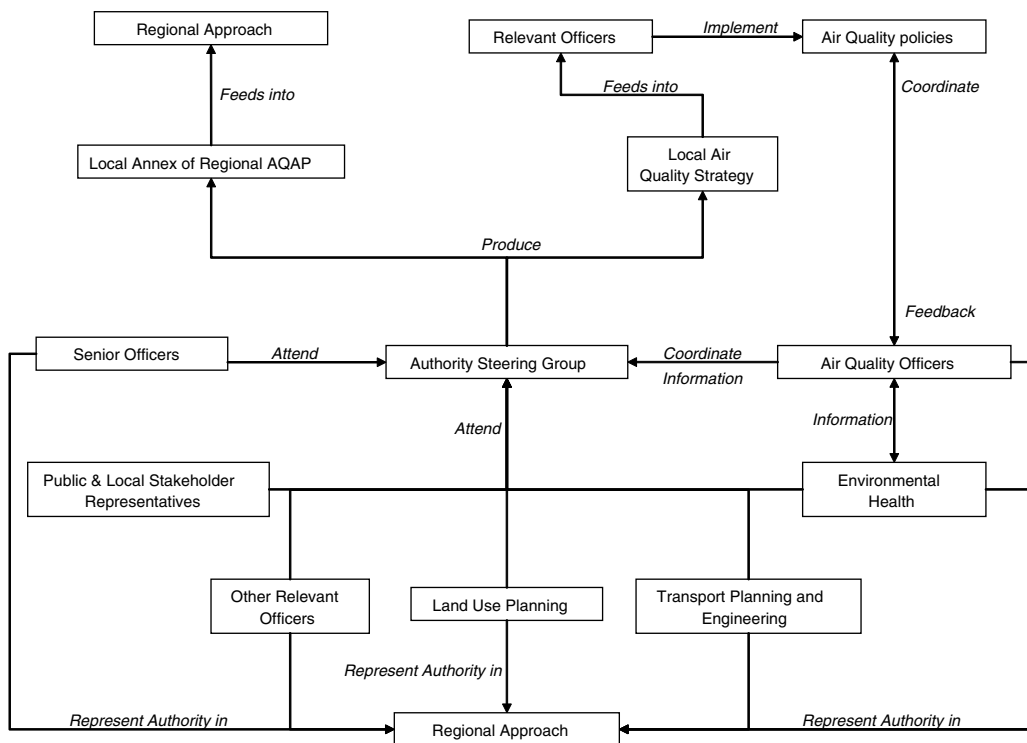 Regional Approach
Relevant Officers
Implement
Air Quality policies
Feeds into
Feeds into
Coordinate
Local Annex of Regional AQAP
Local Air
Quality Strategy
Produce
Feedback
Senior Officers
Attend
Authority Steering Group
Coordinate
Information
Air Quality Officers
Attend
Information
Public & Local Stakeholder
Representatives
Environmental
Health
Other Relevant
Officers
Land Use Planning
Transport Planning and
Engineering
Represent Authority in
Represent Authority in
Regional Approach
Represent Authority in